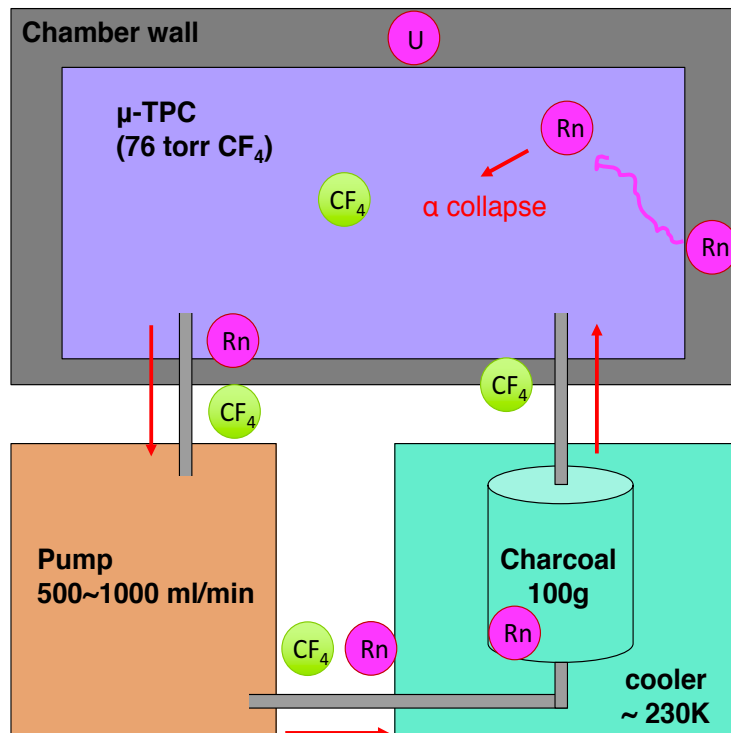 Chamber wall
U
μ-TPC
(76 torr CF₄)
Rn
CF₄
α collapse
Rn
Rn
CF₄
CF₄
Pump
500~1000 ml/min
Charcoal
100g
Rn
CF₄
Rn
cooler
~ 230K